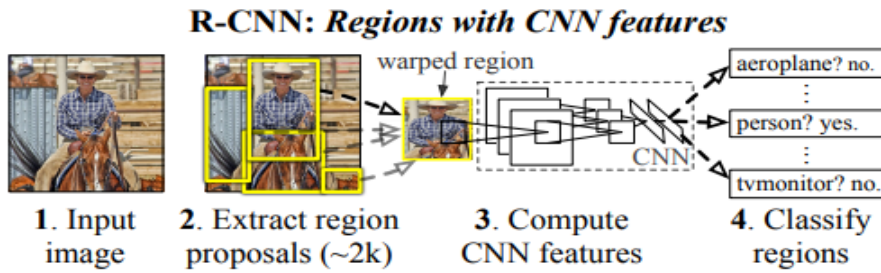 R-CNN: Regions with CNN features
warped region
aeroplane? no.
⋮
person? yes.
⋮
tvmonitor? no.
CNN
1. Input
image
2. Extract region
proposals (~2k)
3. Compute
CNN features
4. Classify
regions